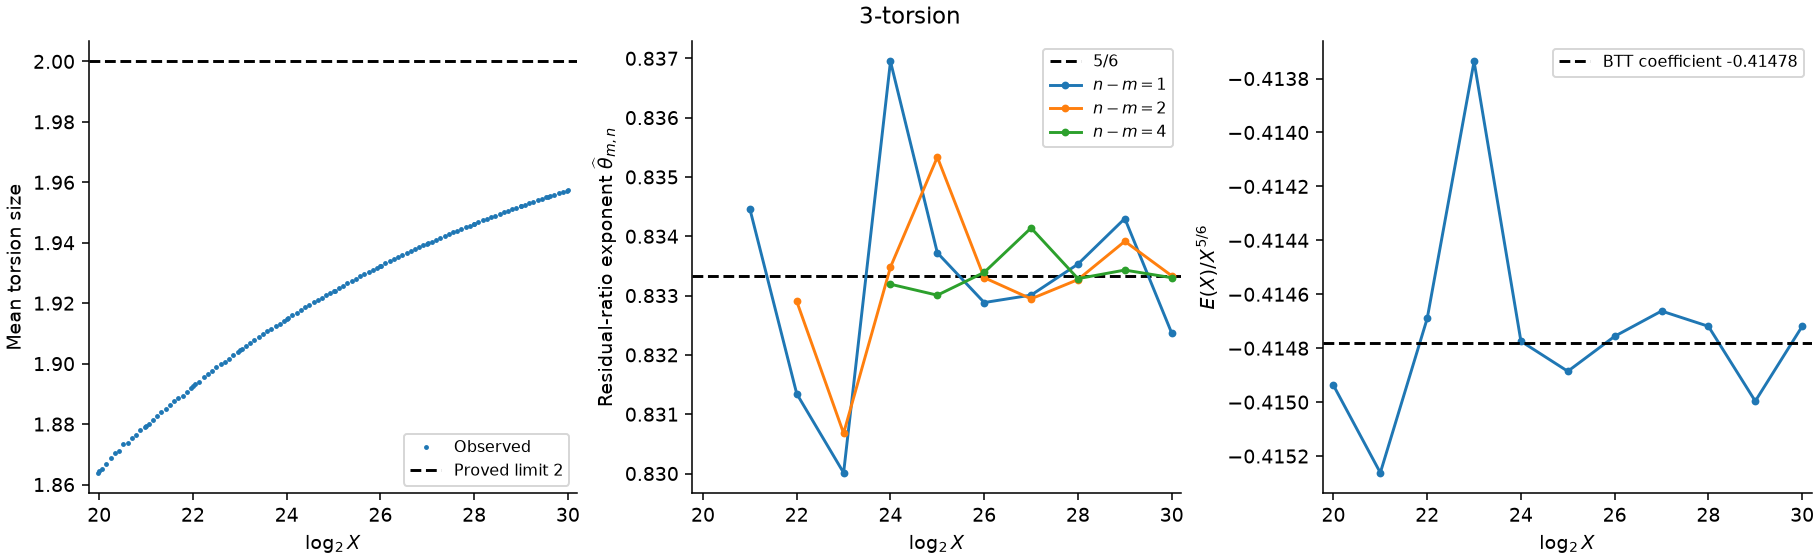 3-torsion
Mean torsion size
2.00
1.98
1.96
1.94
1.92
1.90
1.88
1.86
20 22 24 26 28 30
log₂ X
Observed
Proved limit 2
Residual-ratio exponent θ̂ₘ,ₙ
0.837
0.836
0.835
0.834
0.833
0.832
0.831
0.830
20 22 24 26 28 30
log₂ X
5/6
n − m = 1
n − m = 2
n − m = 4
E(X)/X^{5/6}
−0.4138
−0.4140
−0.4142
−0.4144
−0.4146
−0.4148
−0.4150
−0.4152
20 22 24 26 28 30
log₂ X
BTT coefficient -0.41478